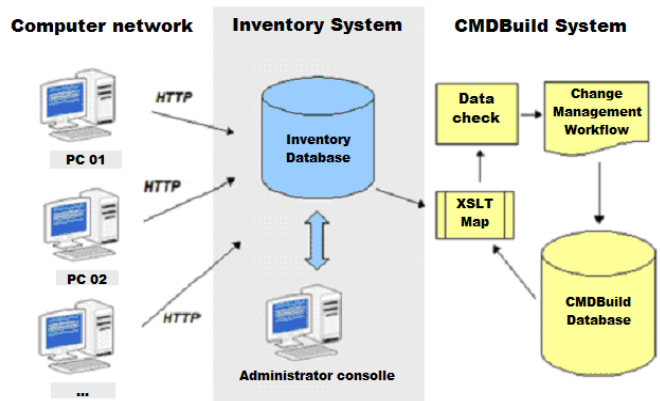 Computer network
Inventory System
CMDBuild System
HTTP
PC 01
HTTP
PC 02
HTTP
...
Inventory
Database
Administrator consolle
Data
check
Change
Management
Workflow
XSLT
Map
CMDBuild
Database